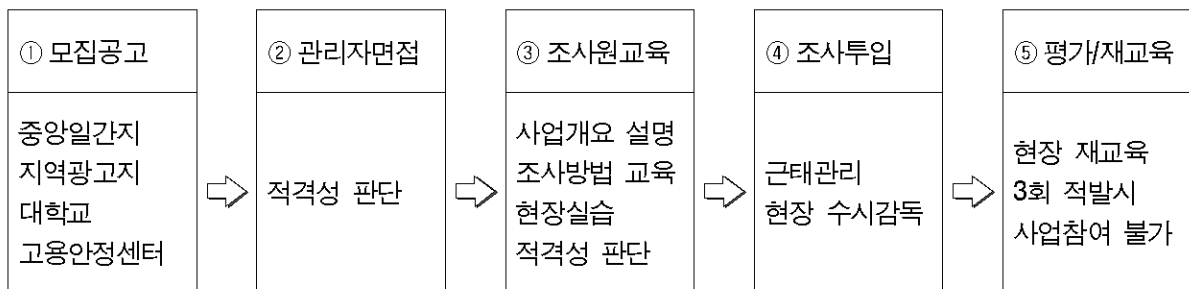 ① 모집공고
중앙일간지
지역광고지
대학교
고용안정센터
② 관리자면접
적격성 판단
③ 조사원교육
사업개요 설명
조사방법 교육
현장실습
적격성 판단
④ 조사투입
근태관리
현장 수시감독
⑤ 평가/재교육
현장 재교육
3회 적발시
사업참여 불가